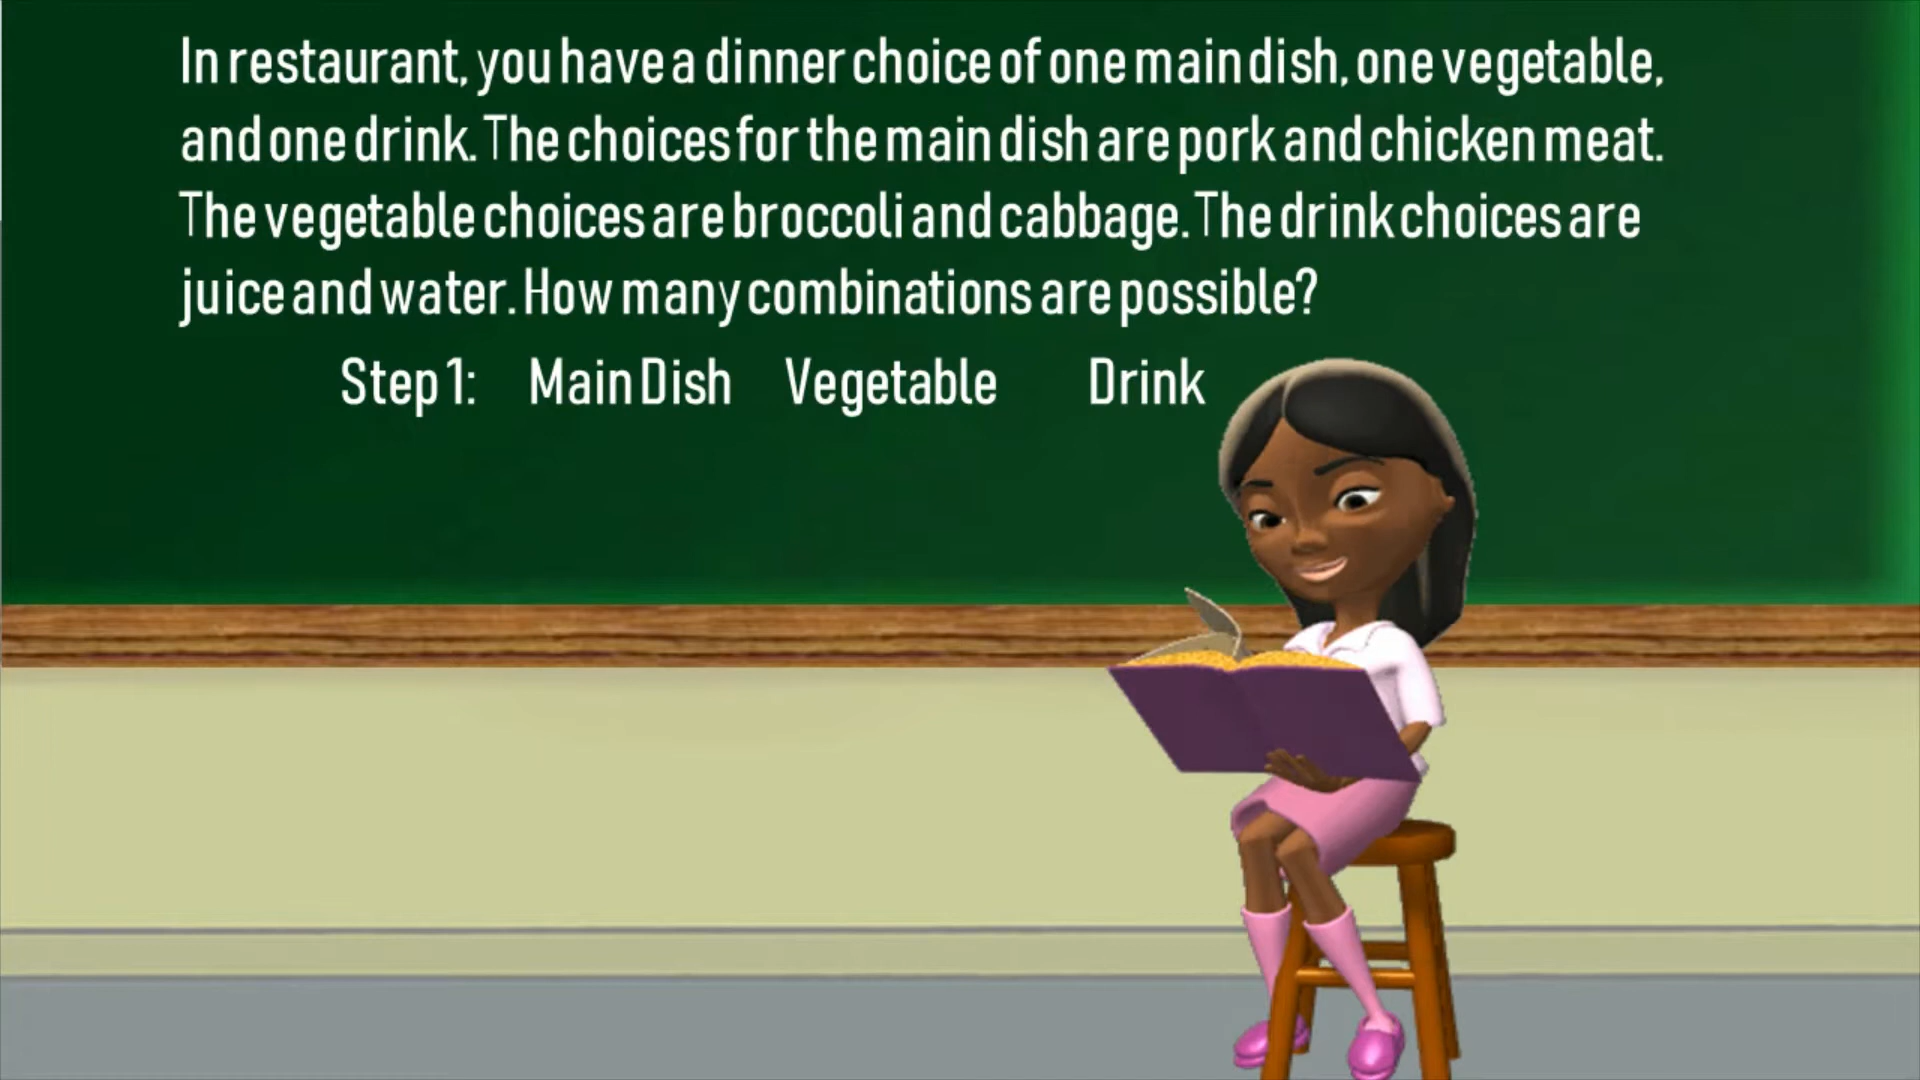 In restaurant, you have a dinner choice of one main dish, one vegetable,
and one drink. The choices for the main dish are pork and chicken meat.
The vegetable choices are broccoli and cabbage. The drink choices are
juice and water. How many combinations are possible?
Step 1: Main Dish Vegetable Drink